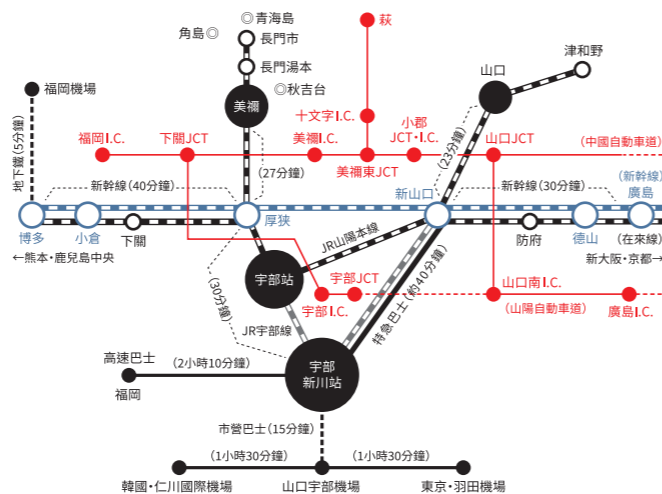 ◎青海島
萩
角島◎
長門市
津和野
長門湯本
山口
福岡機場
◎秋吉台
美禰
十文字I.C.
小郡
JCT・I.C.
福岡I.C.
下關JCT
美禰I.C.
山口JCT
（中國自動車道）
美禰東JCT
地下鐵（5分鐘）
（27分鐘）
（23分鐘）
新幹線（40分鐘）
新山口
新幹線（30分鐘）
（新幹線）
廣島
博多
小倉
下關
厚狭
防府
德山
（在來線）
←熊本・鹿兒島中央
JR山陽本線
新大阪・京都→
宇部站
宇部JCT
山口南I.C.
（30分鐘）
宇部I.C.
特急巴士（約40分鐘）
（山陽自動車道）
廣島I.C.
JR宇部線
高速巴士
（2小時10分鐘）
宇部
新川站
福岡
市營巴士（15分鐘）
（1小時30分鐘）
（1小時30分鐘）
韓國・仁川國際機場
山口宇部機場
東京・羽田機場